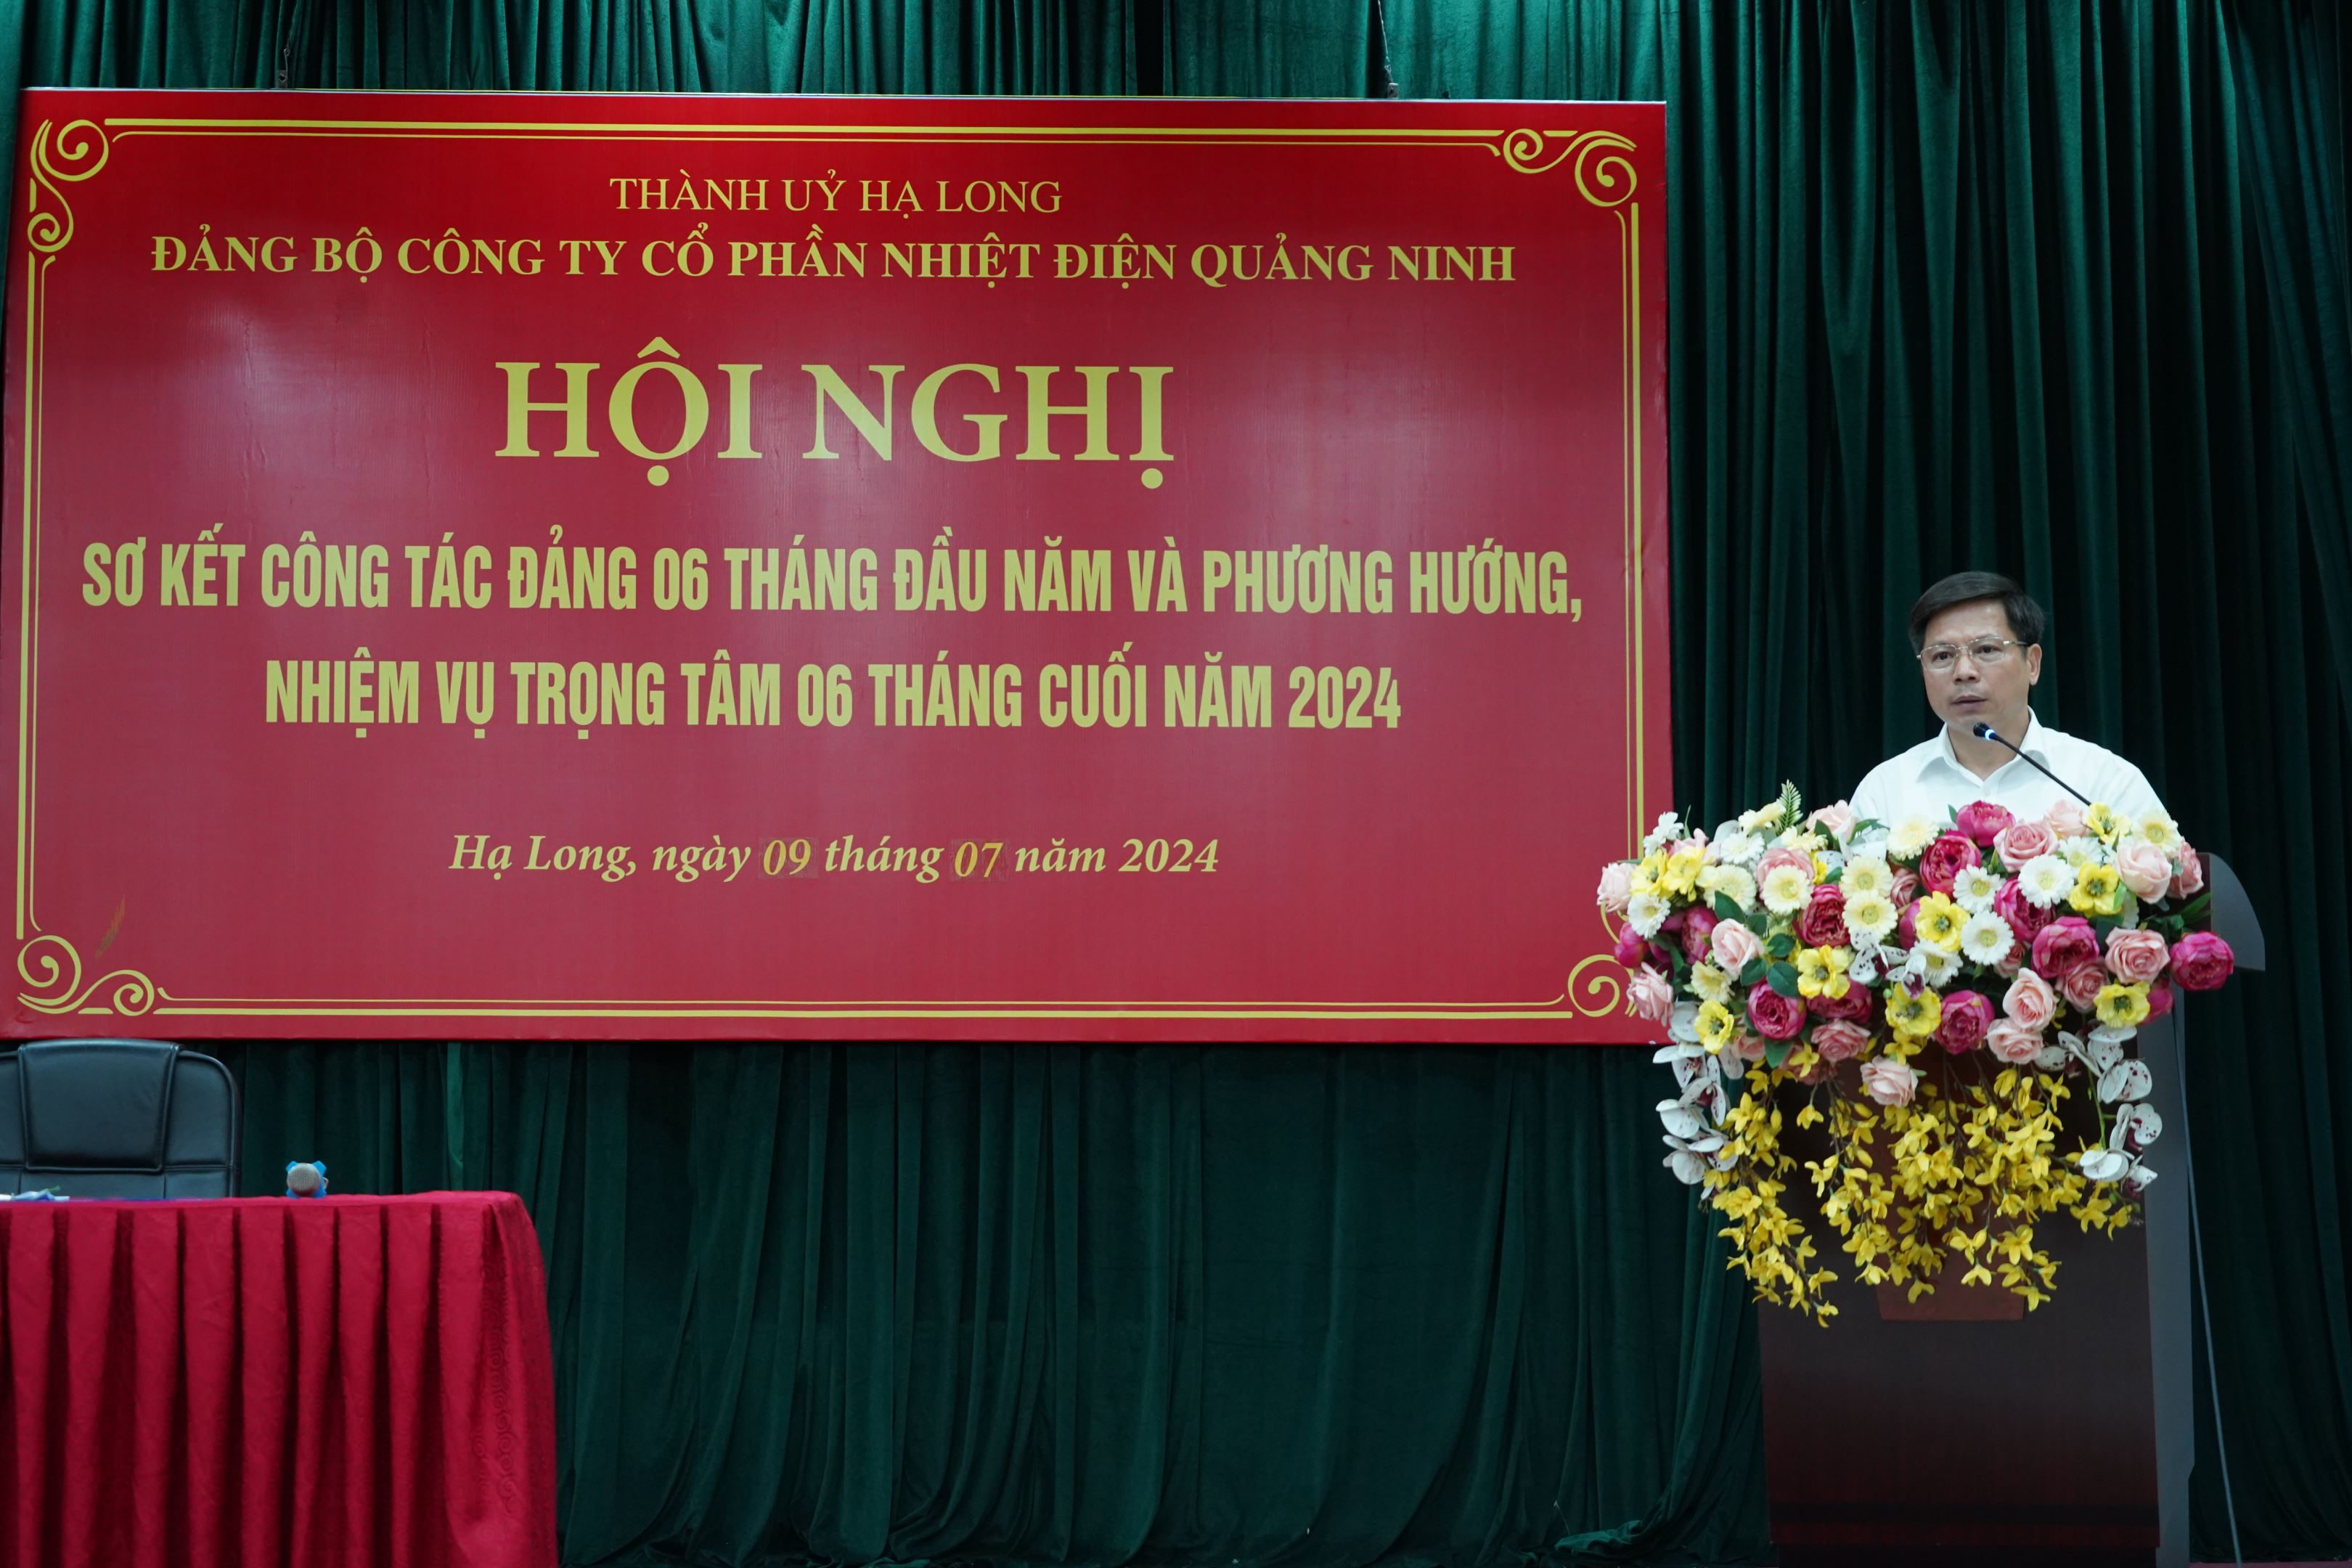 THÀNH UỶ HẠ LONG
ĐẢNG BỘ CÔNG TY CỔ PHẦN NHIỆT ĐIỆN QUẢNG NINH
HỘI NGHỊ
SƠ KẾT CÔNG TÁC ĐẢNG 06 THÁNG ĐẦU NĂM VÀ PHƯƠNG HƯỚNG,
NHIỆM VỤ TRỌNG TÂM 06 THÁNG CUỐI NĂM 2024
Hạ Long, ngày 09 tháng 07 năm 2024